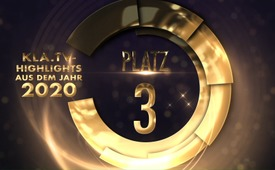 KLA.TV-
HIGHLIGHTS
AUS DEM JAHR
2020
PLATZ
3